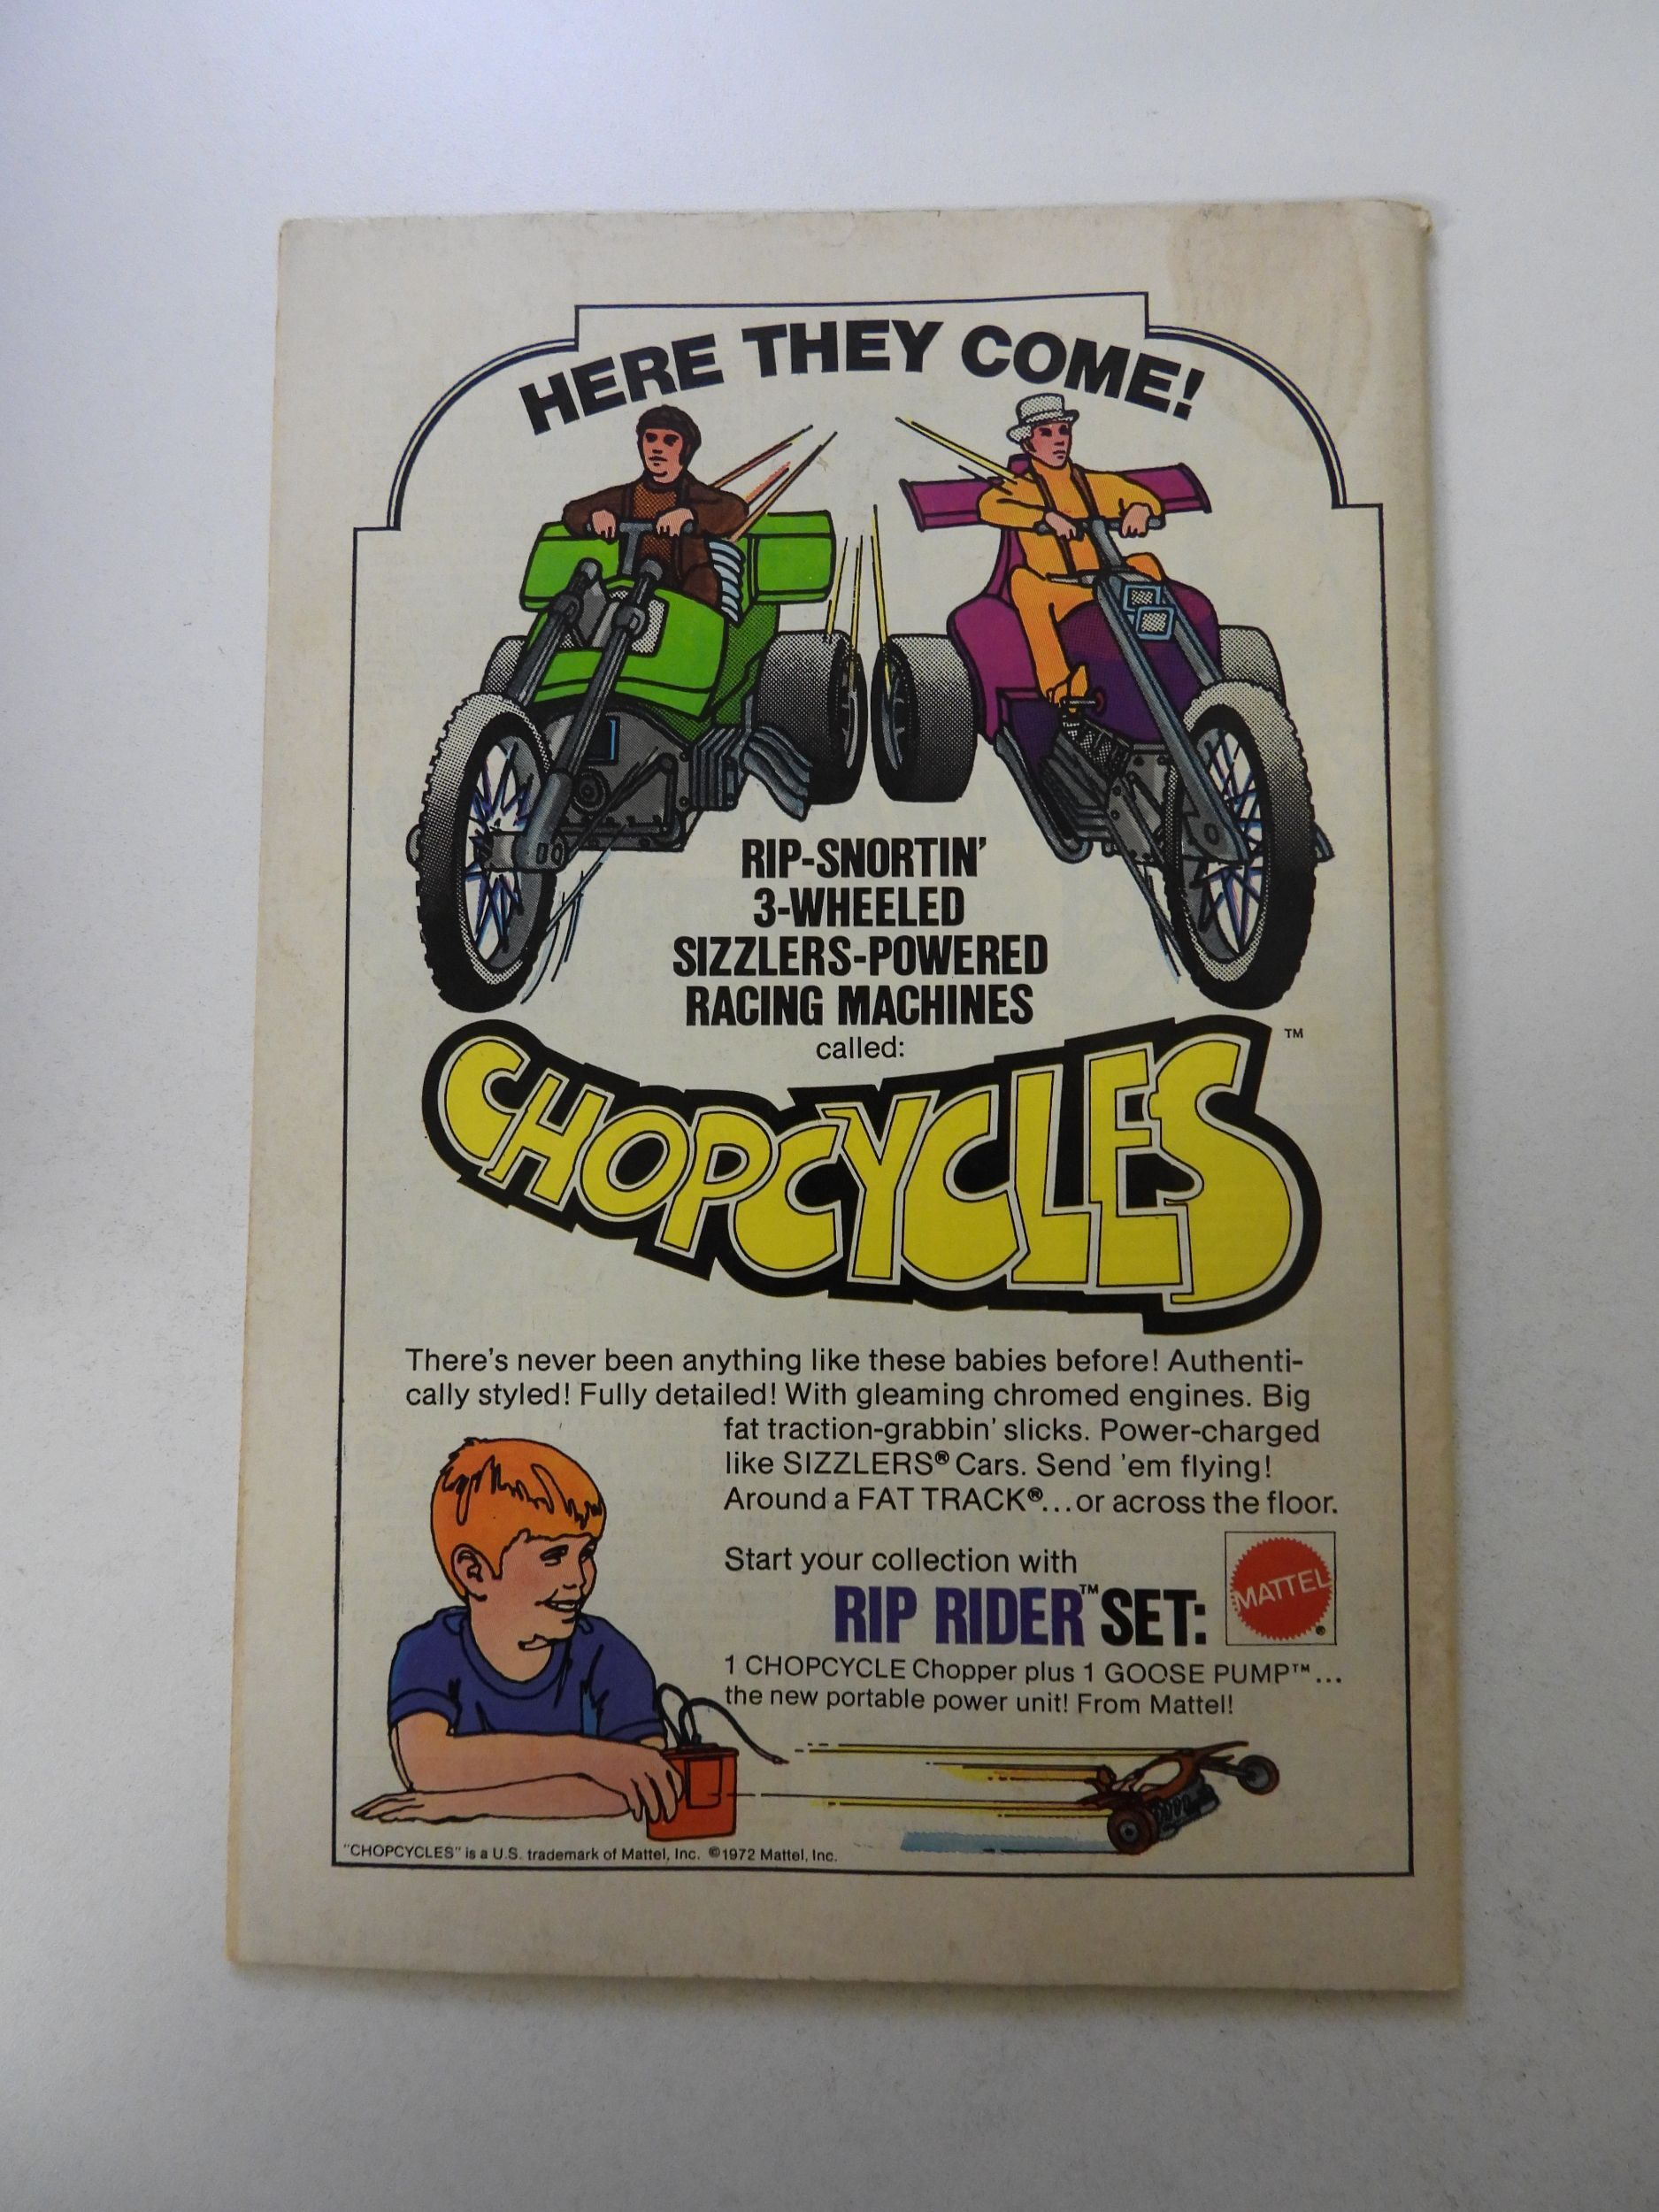 HERE THEY COME!
RIP-SNORTIN'
3-WHEELED
SIZZLERS-POWERED
RACING MACHINES
called:
CHOPCYCLES™
There's never been anything like these babies before! Authenti-
cally styled! Fully detailed! With gleaming chromed engines. Big
fat traction-grabbin' slicks. Power-charged
like SIZZLERS® Cars. Send 'em flying!
Around a FAT TRACK®...or across the floor.
Start your collection with
RIP RIDER™ SET:
MATTEL®
1 CHOPCYCLE Chopper plus 1 GOOSE PUMP™...
the new portable power unit! From Mattel!
"CHOPCYCLES" is a U.S. trademark of Mattel, Inc. ©1972 Mattel, Inc.